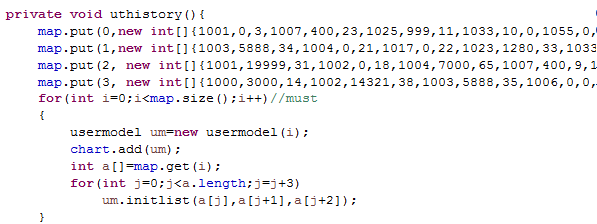 private void uthistory(){
map.put(0,new int[]{1001,0,3,1007,400,23,1025,999,11,1033,10,0,1055,0,
map.put(1,new int[]{1003,5888,34,1004,0,21,1017,0,22,1023,1280,33,1033
map.put(2, new int[]{1001,19999,31,1002,0,18,1004,7000,65,1007,400,9,1
map.put(3, new int[]{1000,3000,14,1002,14321,38,1003,5888,35,1006,0,0,
for(int i=0;i<map.size();i++)//must
{
usermodel um=new usermodel(i);
chart.add(um);
int a[]=map.get(i);
for(int j=0;j<a.length;j=j+3)
um.initlist(a[j],a[j+1],a[j+2]);
}